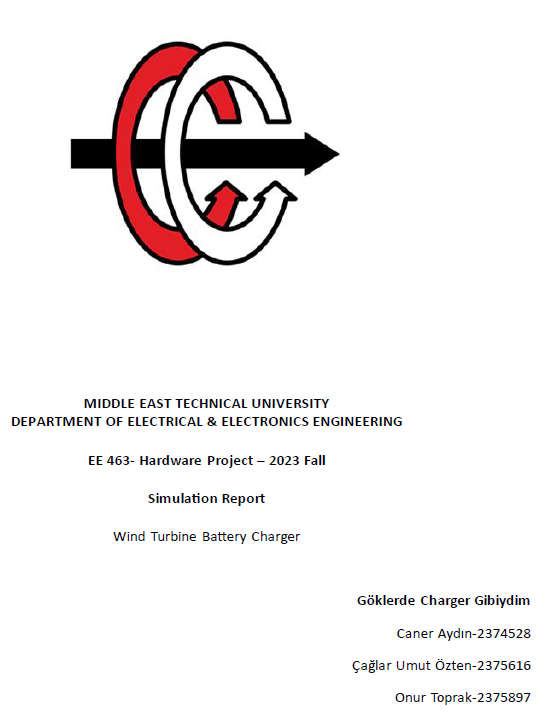 MIDDLE EAST TECHNICAL UNIVERSITY
DEPARTMENT OF ELECTRICAL & ELECTRONICS ENGINEERING
EE 463- Hardware Project – 2023 Fall
Simulation Report
Wind Turbine Battery Charger
Göklerde Charger Gibiydim
Caner Aydın-2374528
Çağlar Umut Özten-2375616
Onur Toprak-2375897